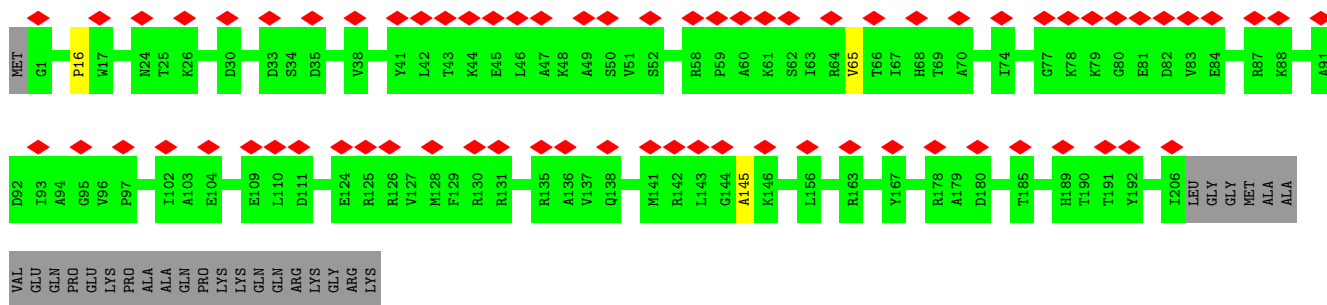 MET G1 P16 W17 N24 T25 K26 D30 D33 S34 D35 V38 Y41 L42 T43 K44 E45 L46 A47 K48 A49 S50 V51 S52 R58 P59 A60 K61 S62 I63 R64 V65 T66 I67 H68 T69 A70 I74 G77 K78 K79 G80 E81 D82 V83 E84 R87 K88 A91
D92 I93 A94 G95 V96 P97 I102 A103 E104 E109 L110 D111 E124 R125 R126 V127 M128 F129 R130 R131 R135 A136 V137 Q138 M141 R142 L143 G144 A145 K146 L156 R163 Y167 R178 A179 D180 T185 H189 T190 T191 Y192 I206 LEU GLY GLY MET ALA ALA
VAL GLU GLN PRO GLU LYS PRO ALA ALA GLN PRO LYS LYS GLN GLN ARG LYS GLY ARG LYS